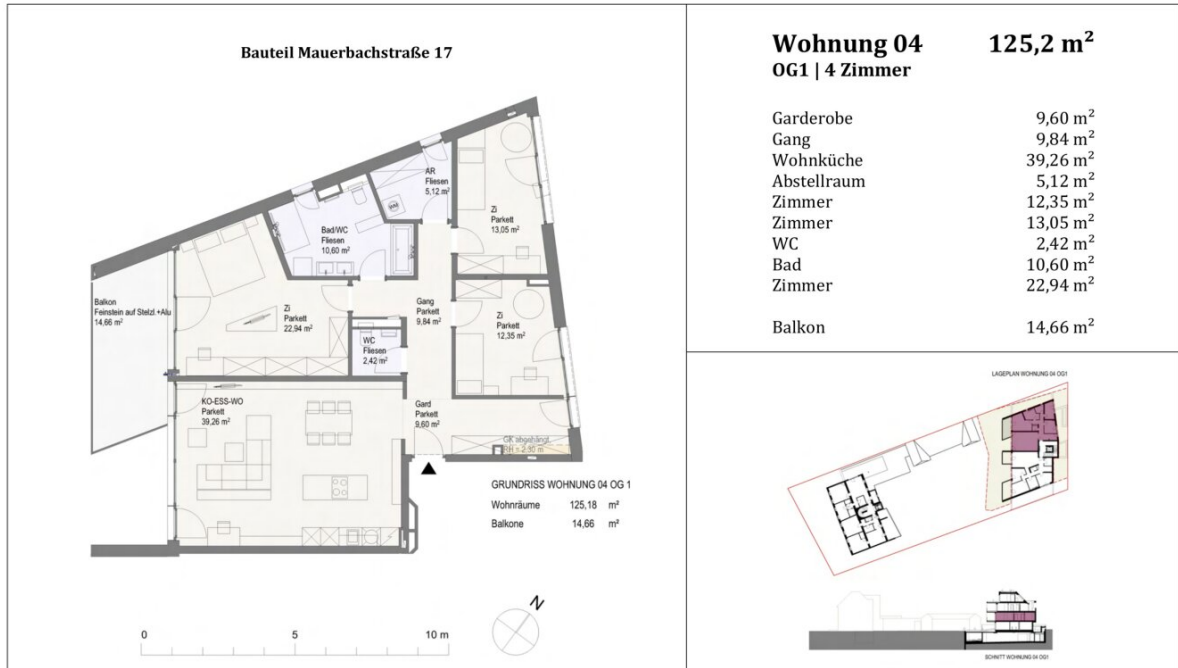 Bauteil Mauerbachstraße 17
AR
Fliesen
5,12 m²
Zi
Parkett
13,05 m²
Bad/WC
Fliesen
10,60 m²
Balkon
Feinstein auf Stelzl.+Alu
14,66 m²
Zi
Parkett
22,94 m²
Gang
Parkett
9,84 m²
Zi
Parkett
12,35 m²
WC
Fliesen
2,42 m²
KO-ESS-WO
Parkett
39,26 m²
Gard
Parkett
9,60 m²
GK abgehängt
RH = 2,30 m
GRUNDRISS WOHNUNG 04 OG 1
Wohnräume 125,18 m²
Balkone 14,66 m²
N
0 5 10 m
Wohnung 04 125,2 m²
OG1 | 4 Zimmer
Garderobe 9,60 m²
Gang 9,84 m²
Wohnküche 39,26 m²
Abstellraum 5,12 m²
Zimmer 12,35 m²
Zimmer 13,05 m²
WC 2,42 m²
Bad 10,60 m²
Zimmer 22,94 m²
Balkon 14,66 m²
LAGEPLAN WOHNUNG 04 OG1
SCHNITT WOHNUNG 04 OG1